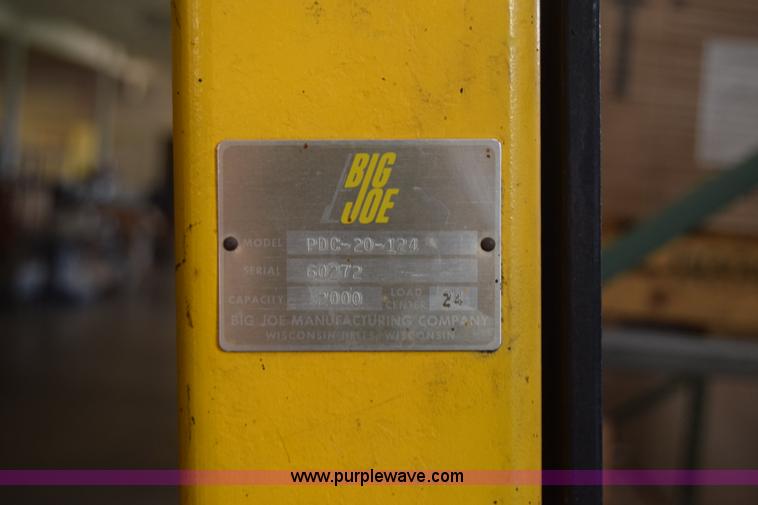 BIG
JOE
MODEL PDC-20-124
SERIAL 60272
CAPACITY 2000 LOAD CENTER 24
BIG JOE MANUFACTURING COMPANY
WISCONSIN DELLS, WISCONSIN
www.purplewave.com